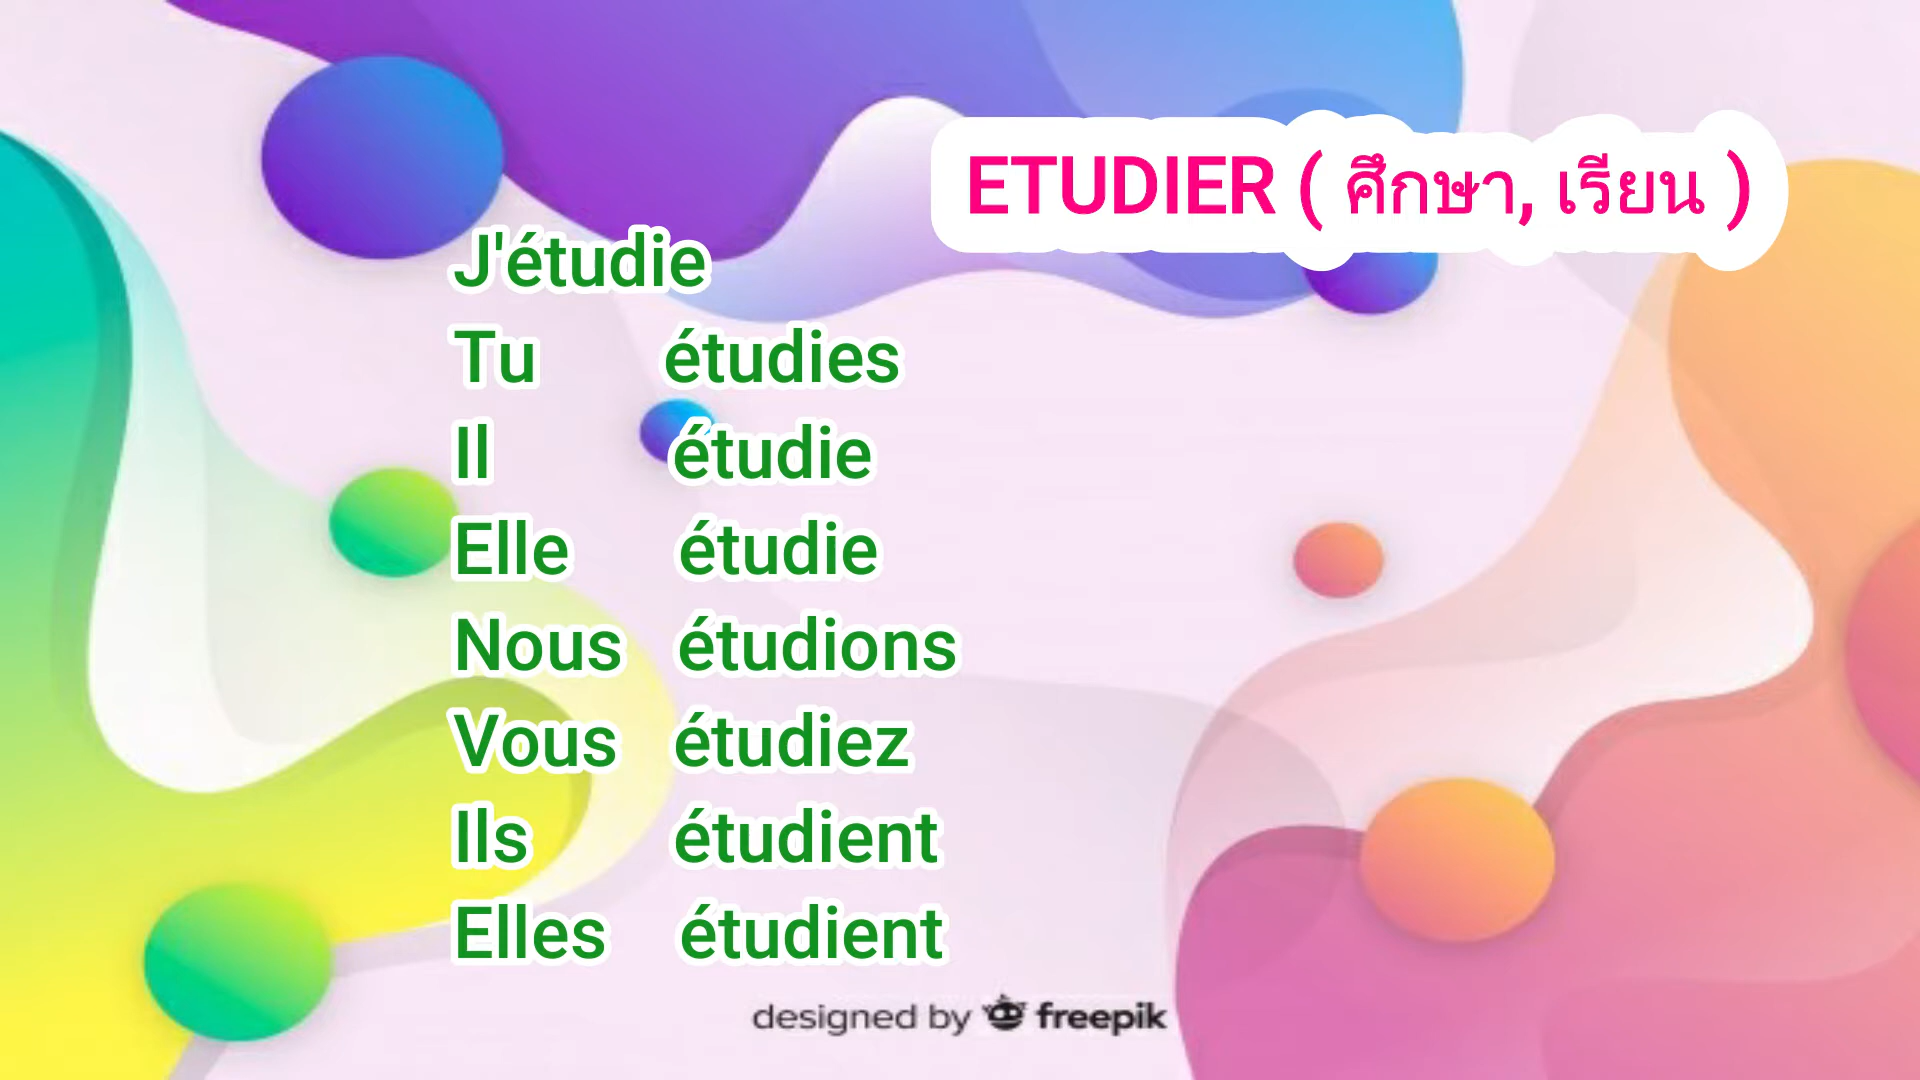 ETUDIER ( ศึกษา, เรียน )
J'étudie
Tu étudies
Il étudie
Elle étudie
Nous étudions
Vous étudiez
Ils étudient
Elles étudient
designed by freepik